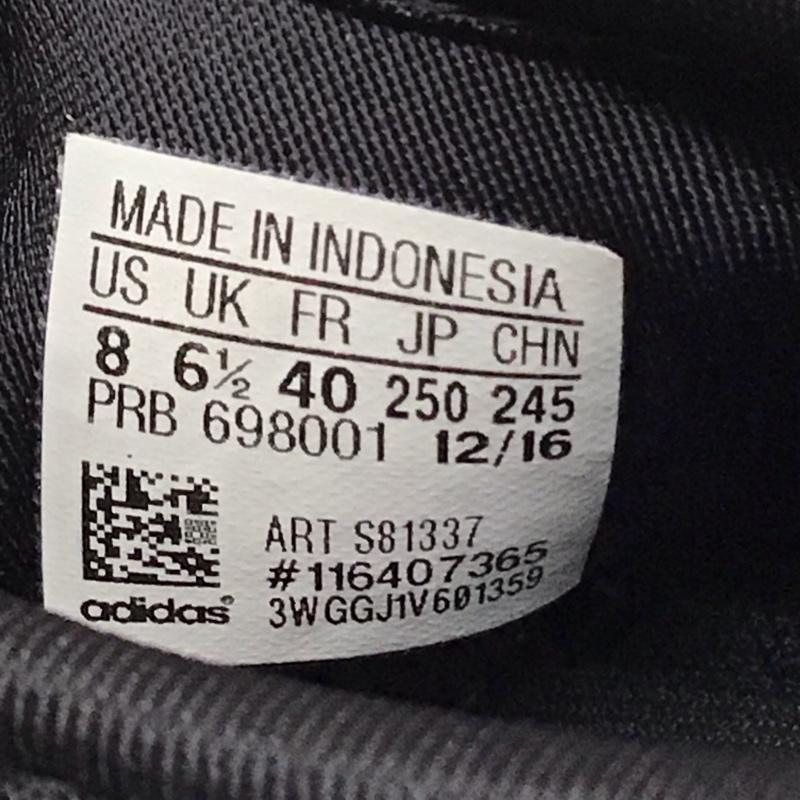 MADE IN INDONESIA
US UK FR JP CHN
8 6½ 40 250 245
PRB 698001 12/16
ART S81337
#116407365
adidas® 3WGGJ1V601359